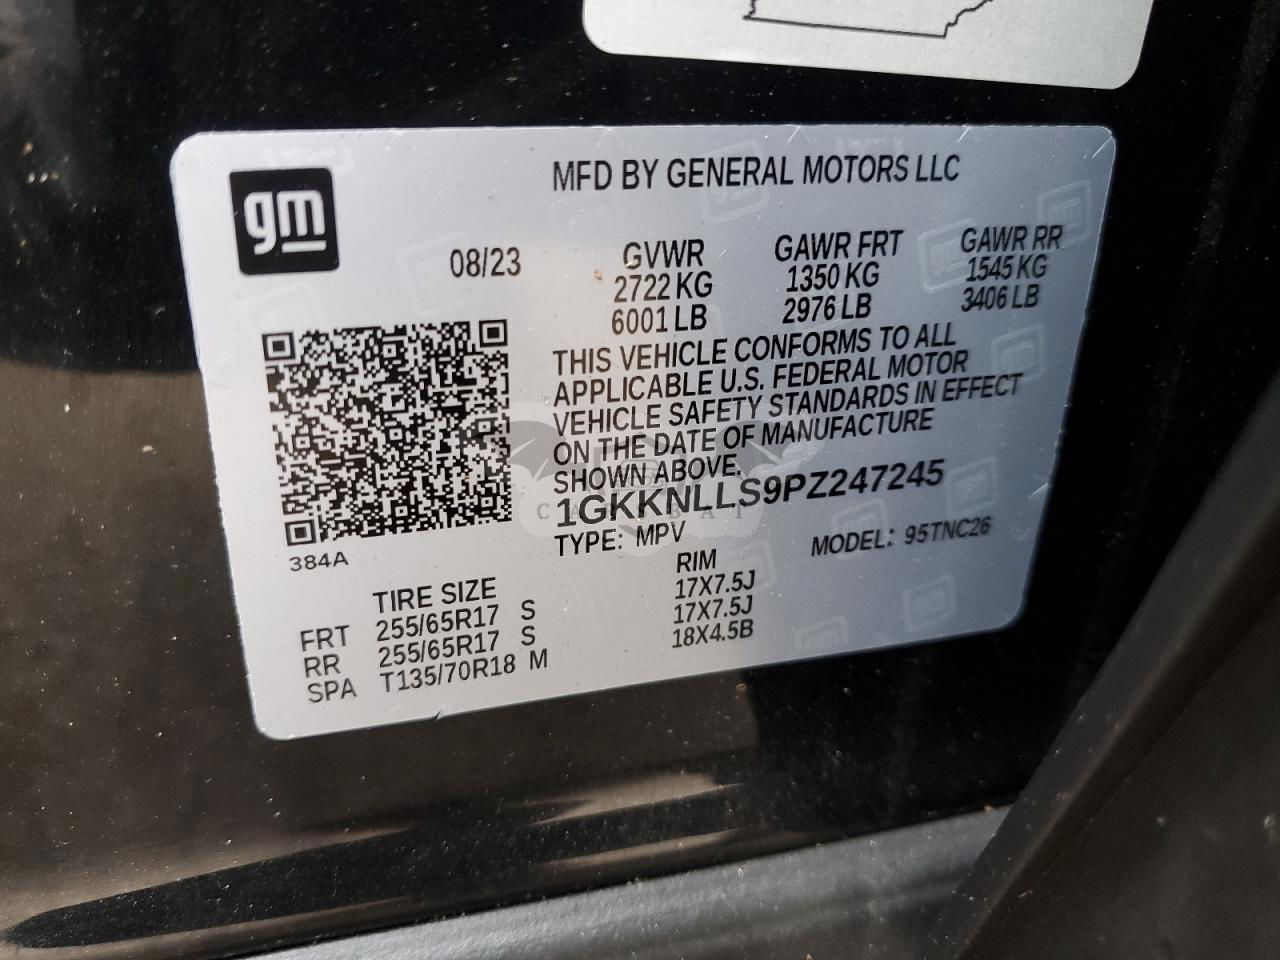 gm
MFD BY GENERAL MOTORS LLC
08/23
GVWR GAWR FRT GAWR RR
2722 KG 1350 KG 1545 KG
6001 LB 2976 LB 3406 LB
THIS VEHICLE CONFORMS TO ALL
APPLICABLE U.S. FEDERAL MOTOR
VEHICLE SAFETY STANDARDS IN EFFECT
ON THE DATE OF MANUFACTURE
SHOWN ABOVE.
1GKKNLLS9PZ247245
TYPE: MPV MODEL: 95TNC26
384A
TIRE SIZE RIM
FRT 255/65R17 S 17X7.5J
RR 255/65R17 S 17X7.5J
SPA T135/70R18 M 18X4.5B